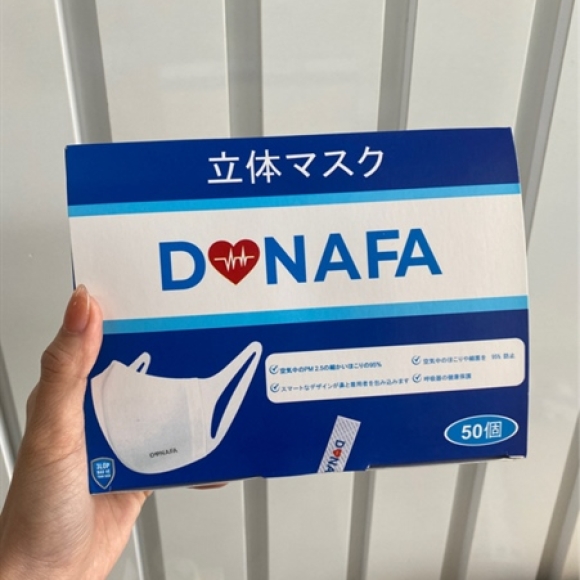 立体マスク
DONAFA
空気中のPM 2.5の細かいほこりの95%
空気中のほこりや細菌を 95% 防止
スマートなデザインが鼻と着用者を包み込みます
呼吸器の健康保護
50個
DONAFA
DONAFA
3LỚP